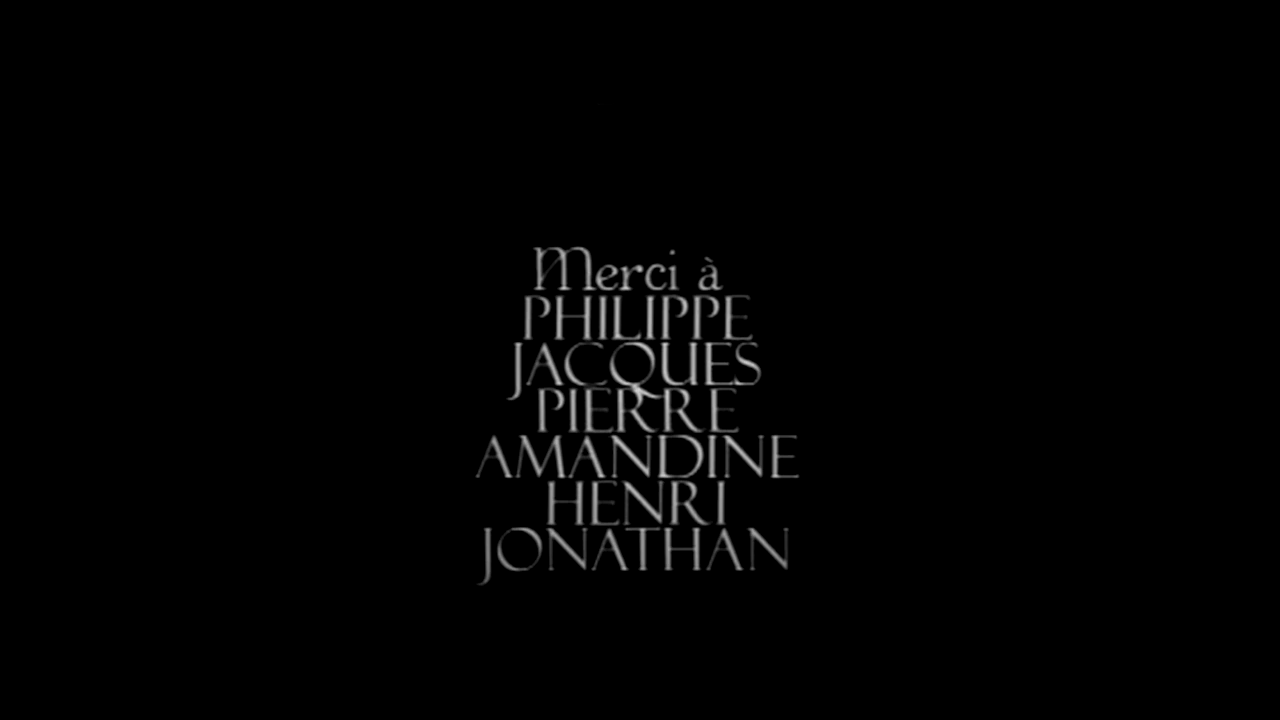 Merci à
PHILIPPE
JACQUES
PIERRE
AMANDINE
HENRI
JONATHAN